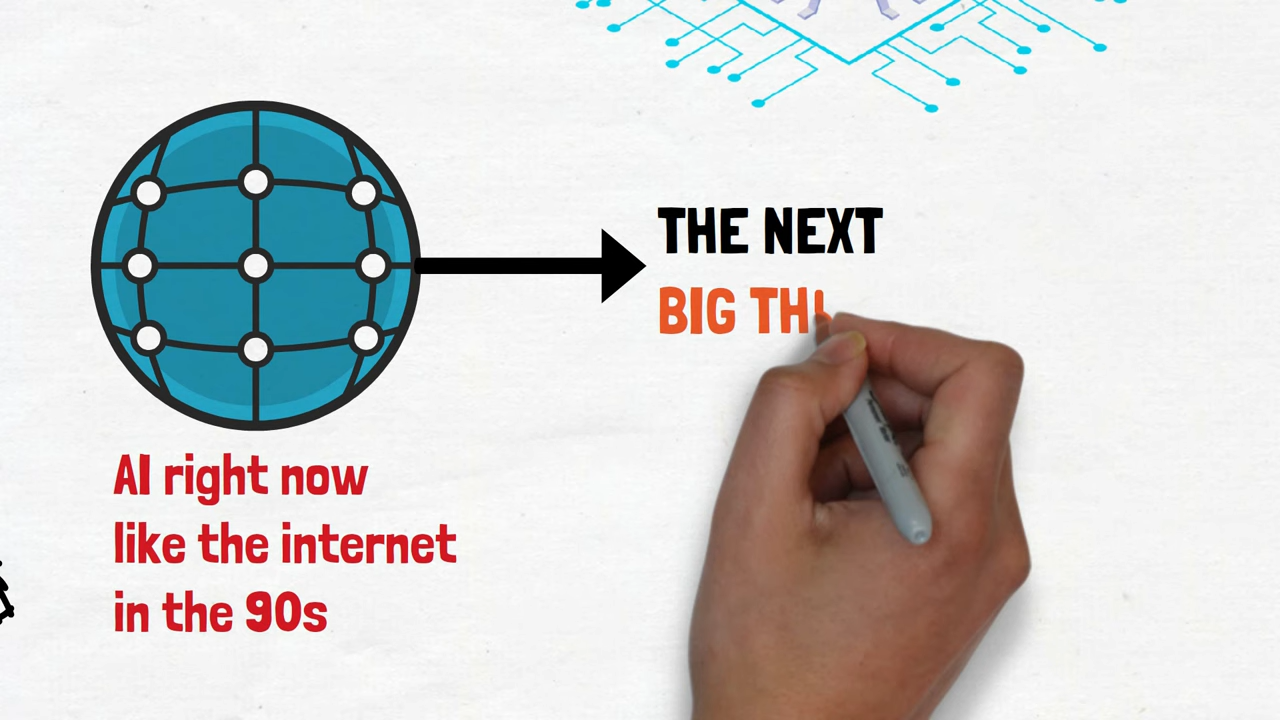 THE NEXT
BIG TH
AI right now
like the internet
in the 90s